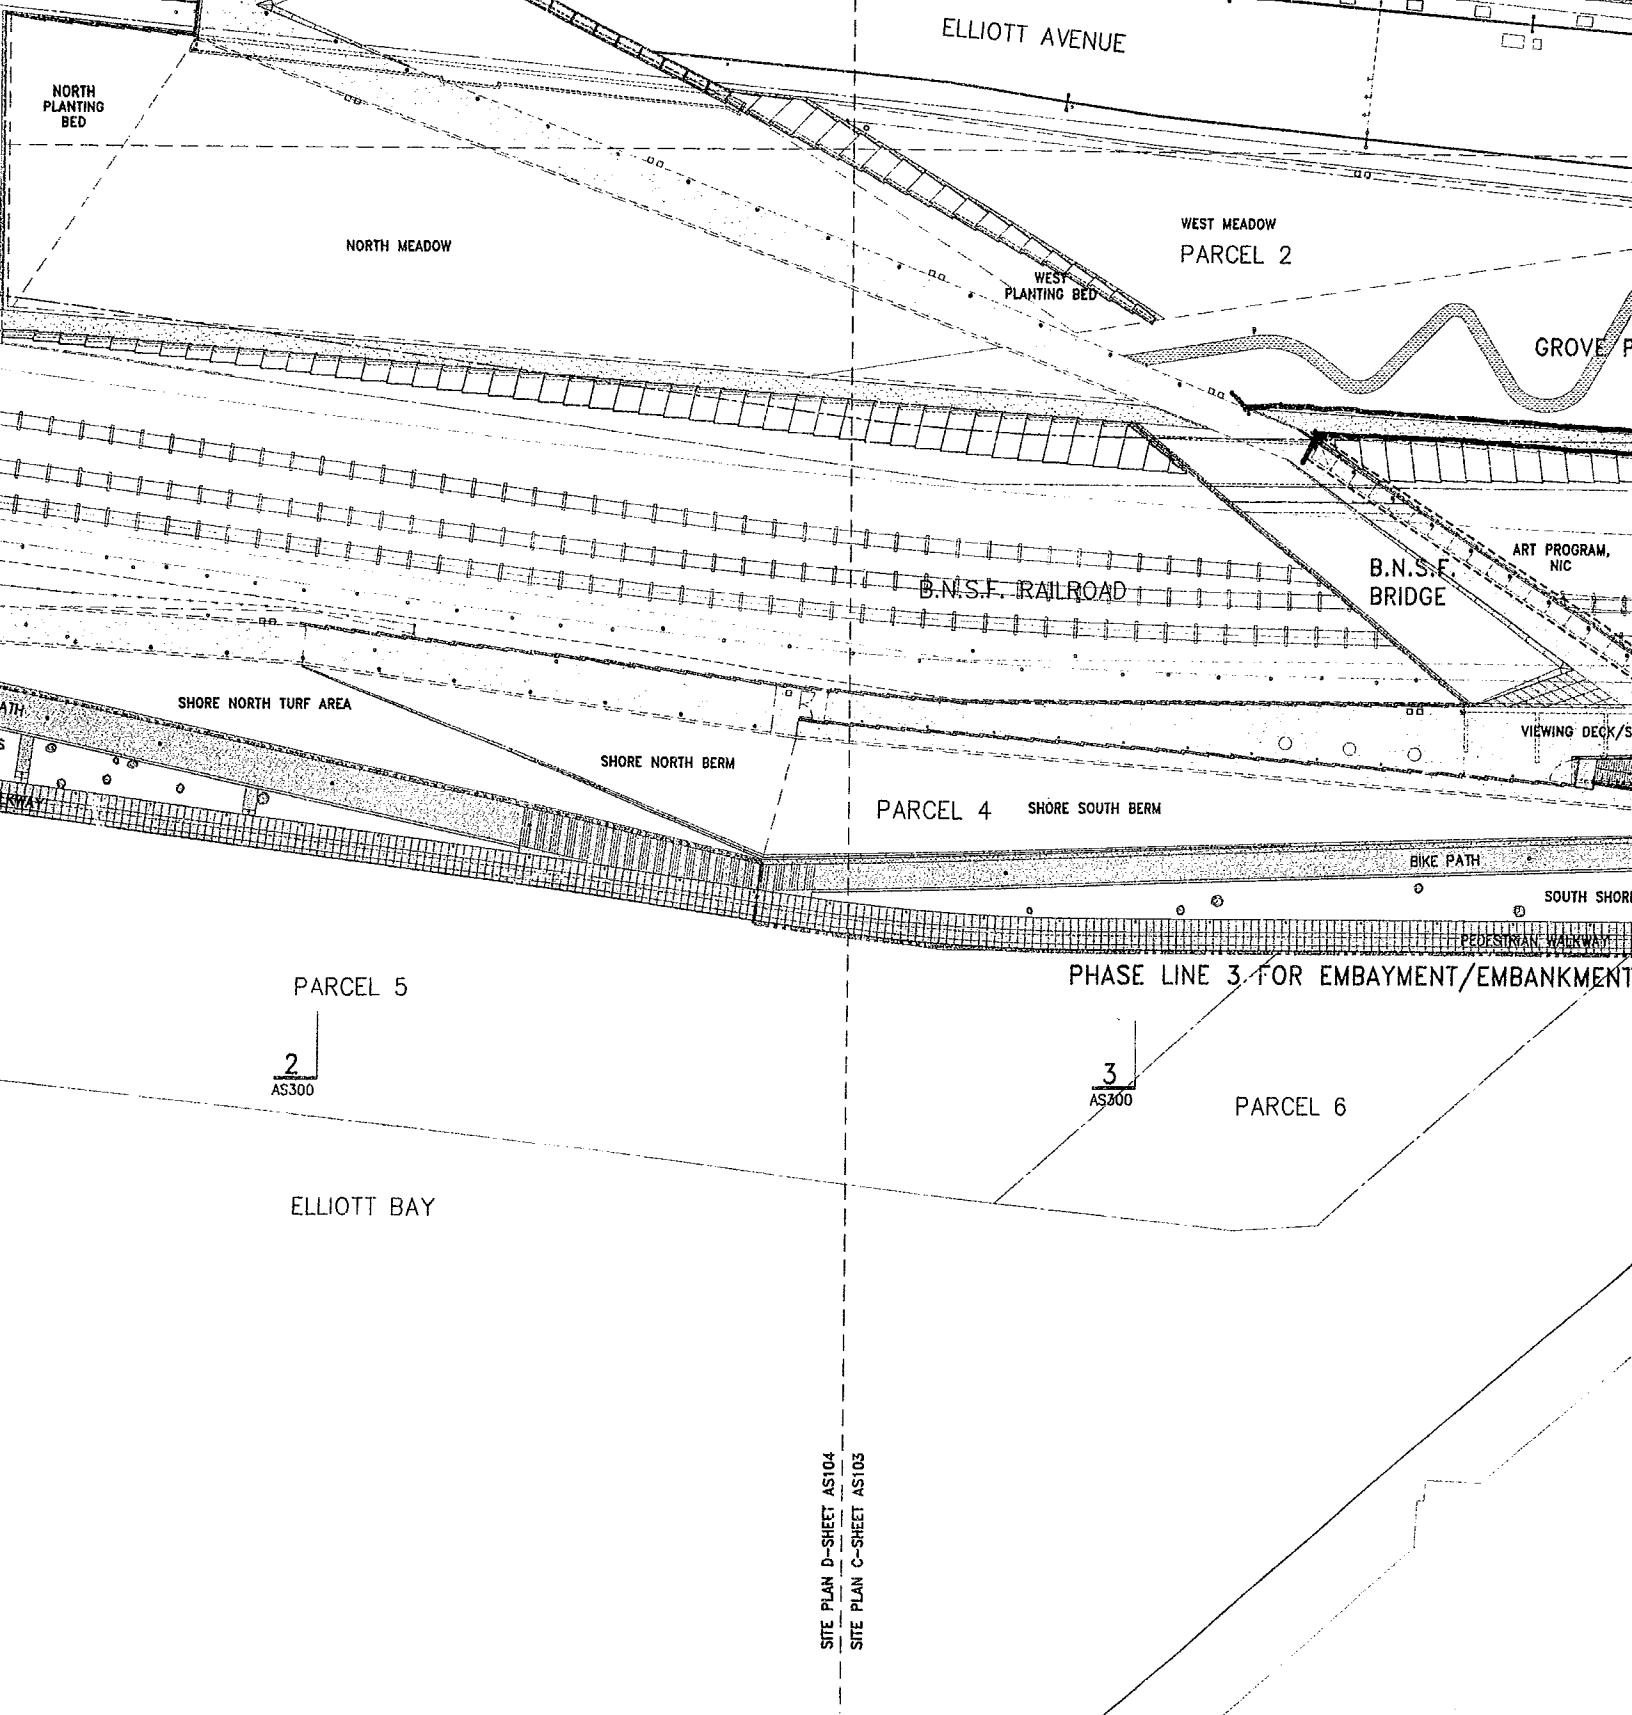 ELLIOTT AVENUE
NORTH
PLANTING
BED
NORTH MEADOW
WEST MEADOW
PARCEL 2
WEST
PLANTING BED
GROVE P
ART PROGRAM,
NIC
B.N.S.F.
BRIDGE
B.N.S.F. RAILROAD
SHORE NORTH TURF AREA
ATH
VIEWING DECK/S
S
SHORE NORTH BERM
PARCEL 4
SHORE SOUTH BERM
BIKE PATH
SOUTH SHOR
PEDESTRIAN WALKWAY
PHASE LINE 3 FOR EMBAYMENT/EMBANKMENT
PARCEL 5
2
AS300
3
AS300
PARCEL 6
ELLIOTT BAY
SITE PLAN D-SHEET AS104
SITE PLAN C-SHEET AS103